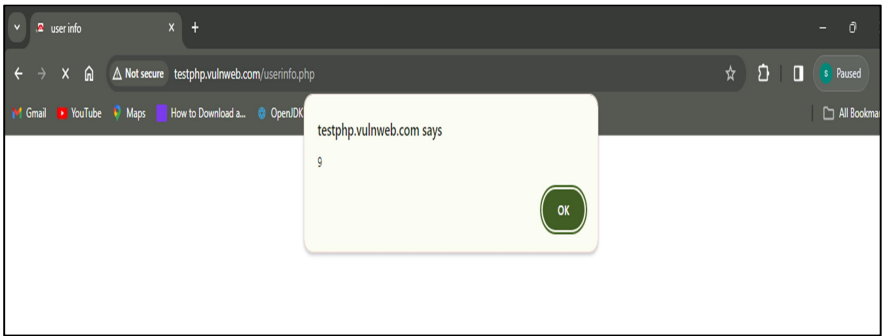 user info
Not secure testphp.vulnweb.com/userinfo.php
s Paused
Gmail YouTube Maps How to Download a... OpenJDK
All Bookma
testphp.vulnweb.com says
9
OK